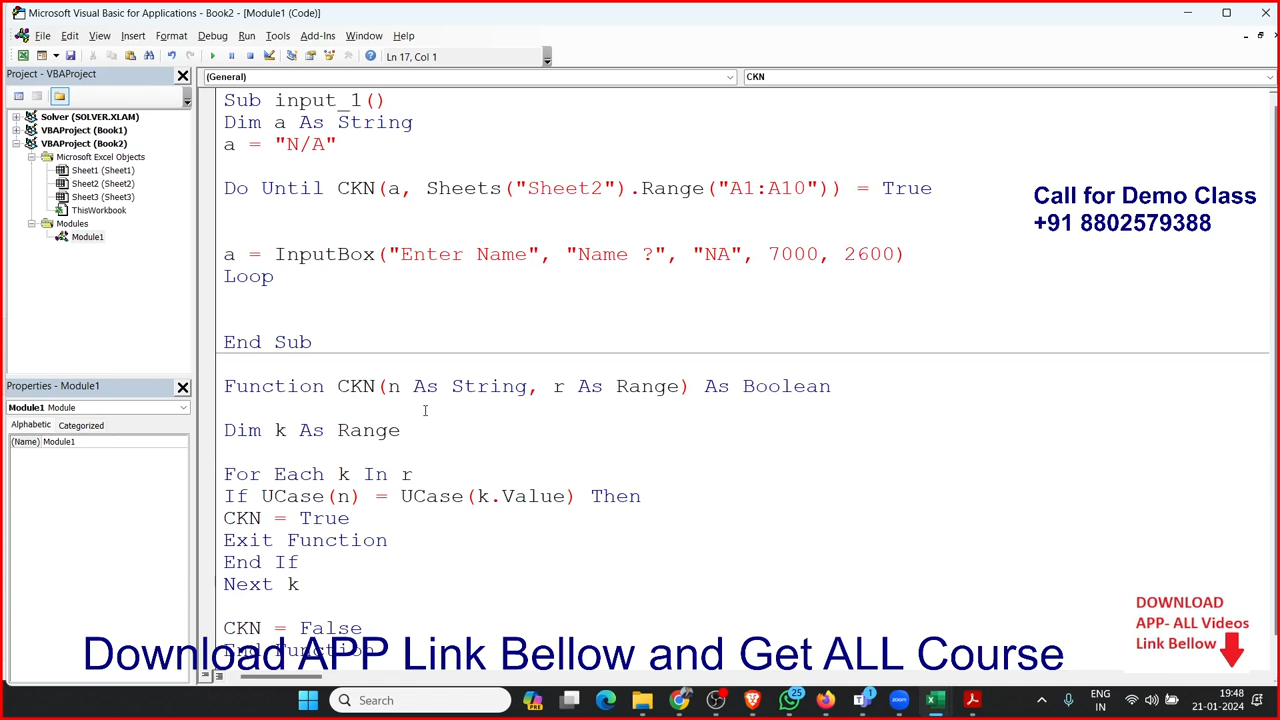 Microsoft Visual Basic for Applications - Book2 - [Module1 (Code)]
File Edit View Insert Format Debug Run Tools Add-Ins Window Help
Ln 17, Col 1
Project - VBAProject
(General)
CKN
Solver (SOLVER.XLAM)
VBAProject (Book1)
VBAProject (Book2)
Microsoft Excel Objects
Sheet1 (Sheet1)
Sheet2 (Sheet2)
Sheet3 (Sheet3)
ThisWorkbook
Modules
Module1
Properties - Module1
Module1 Module
Alphabetic Categorized
(Name) Module1
Sub input_1()
Dim a As String
a = "N/A"
Do Until CKN(a, Sheets("Sheet2").Range("A1:A10")) = True
a = InputBox("Enter Name", "Name ?", "NA", 7000, 2600)
Loop
End Sub
Function CKN(n As String, r As Range) As Boolean
Dim k As Range
For Each k In r
If UCase(n) = UCase(k.Value) Then
CKN = True
Exit Function
End If
Next k
CKN = False
End Function
Call for Demo Class
+91 8802579388
DOWNLOAD
APP- ALL Videos
Link Bellow
Download APP Link Bellow and Get ALL Course
Search
PRE
25
1
zoom
ENG
IN
19:48
21-01-2024